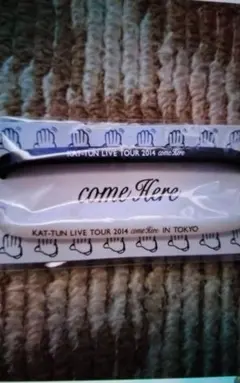 KAT-TUN LIVE TOUR 2014 come Here
come Here
KAT-TUN LIVE TOUR 2014 come Here IN TOKYO